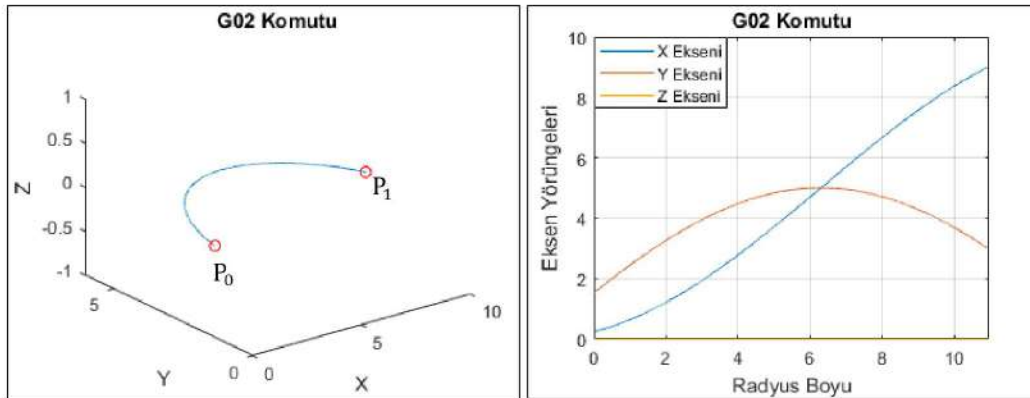 G02 Komutu
1
0.5
0
-0.5
-1
Z
P1
P0
5
0
Y
0
5
10
X
G02 Komutu
X Ekseni
Y Ekseni
Z Ekseni
10
8
6
4
2
0
Eksen Yörüngeleri
0 2 4 6 8 10
Radyus Boyu